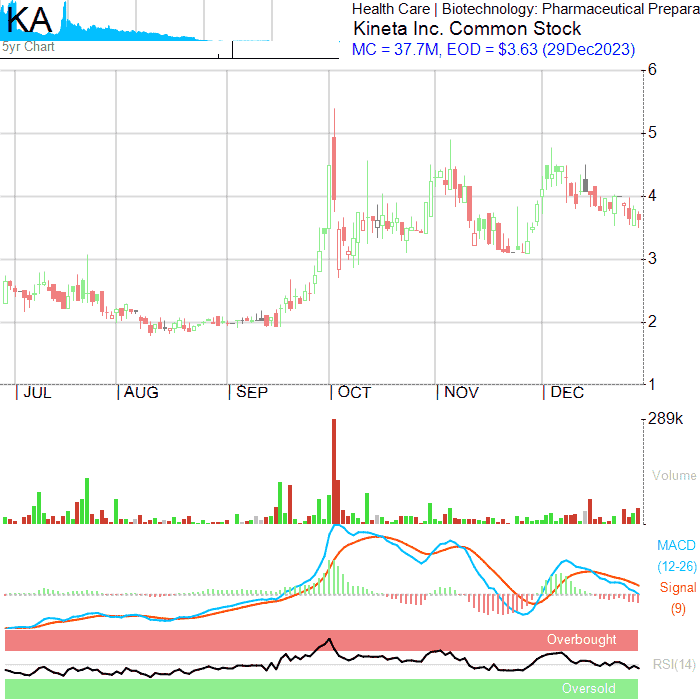 KA
5yr Chart
Health Care | Biotechnology: Pharmaceutical Prepara
Kineta Inc. Common Stock
MC = 37.7M, EOD = $3.63 (29Dec2023)
6
5
4
3
2
1
JUL AUG SEP OCT NOV DEC
289k
Volume
MACD
(12-26)
Signal
(9)
Overbought
RSI(14)
Oversold